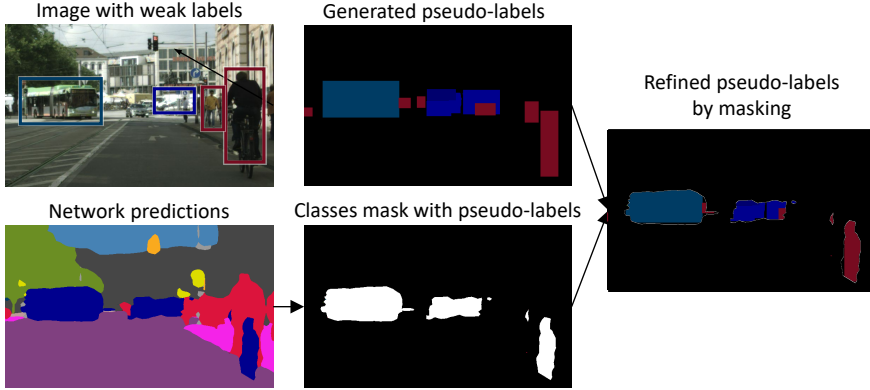 Image with weak labels
Generated pseudo-labels
Refined pseudo-labels
by masking
Network predictions
Classes mask with pseudo-labels